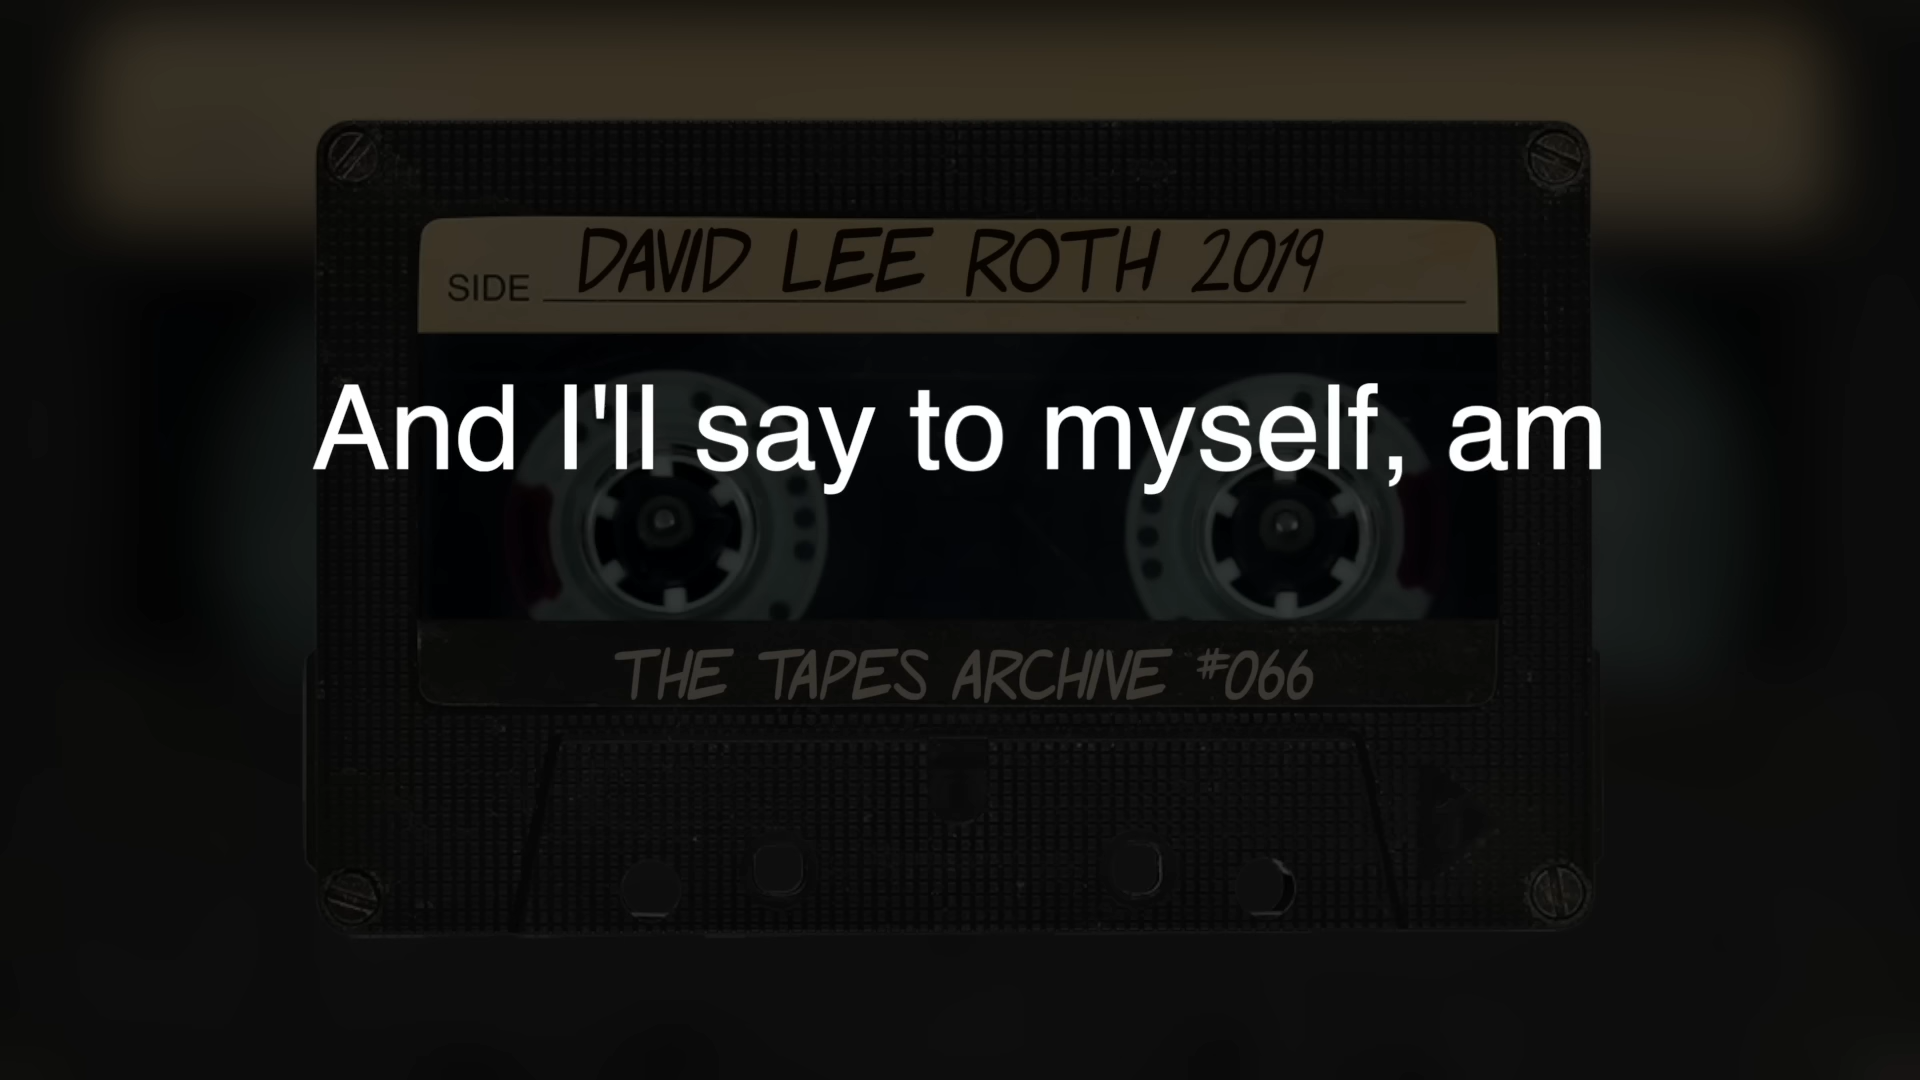 SIDE DAVID LEE ROTH 2019
And I'll say to myself, am
THE TAPES ARCHIVE #066